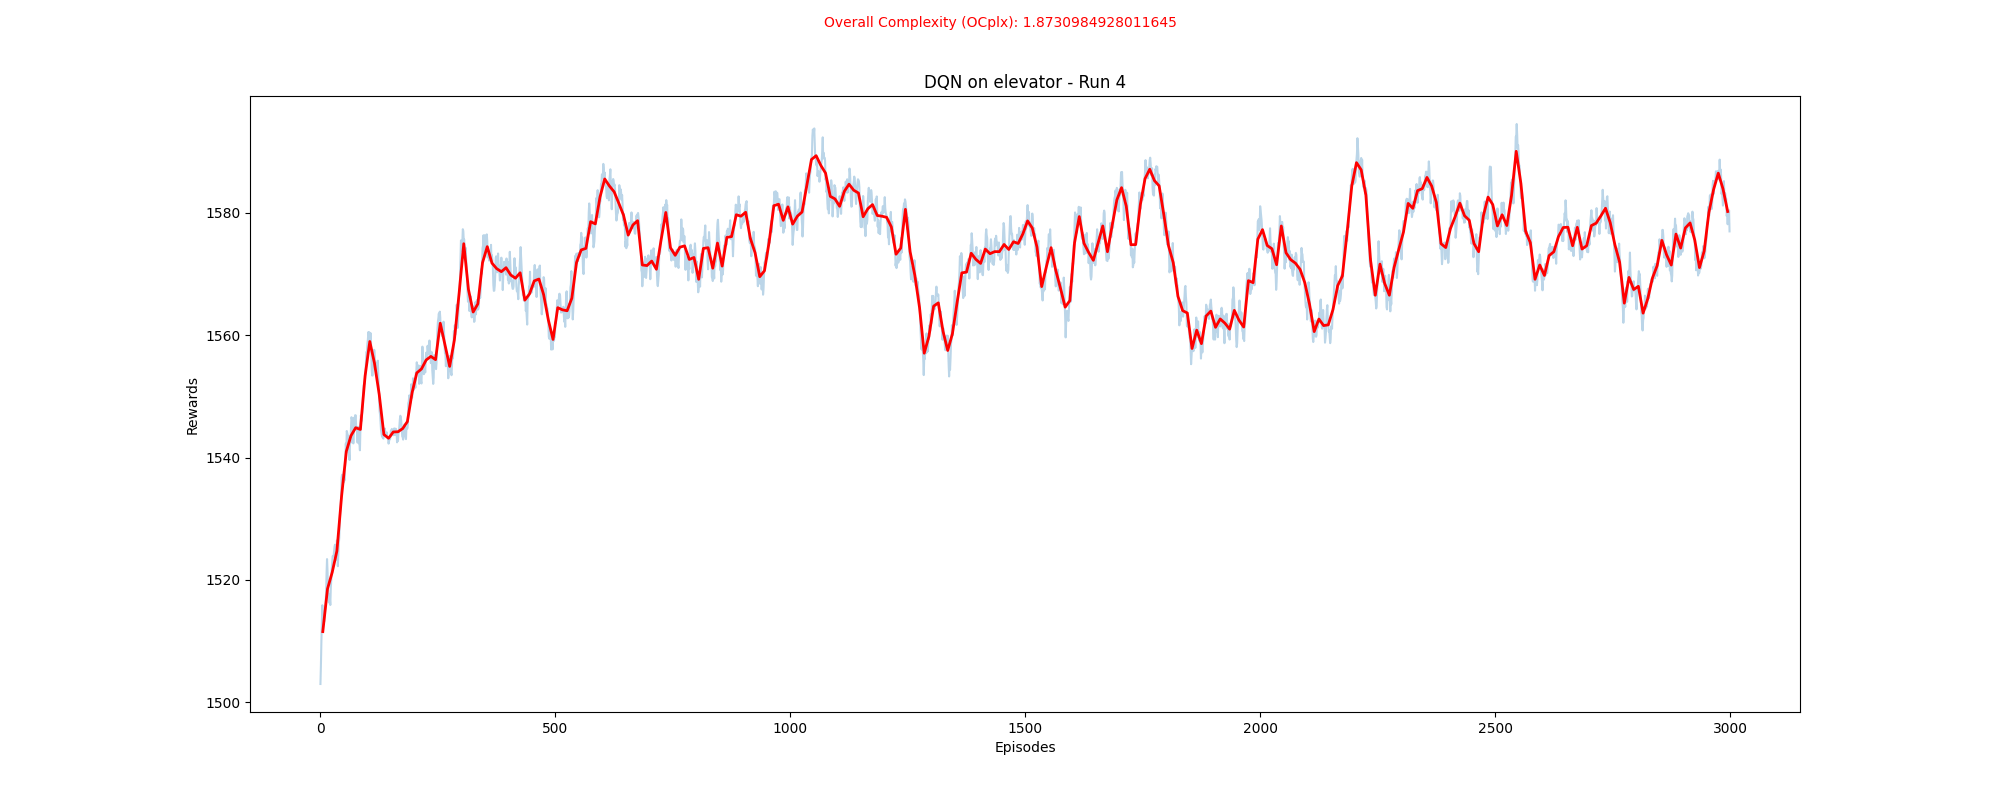 Overall Complexity (OCplx): 1.8730984928011645
DQN on elevator - Run 4
Rewards
1580
1560
1540
1520
1500
0 500 1000 1500 2000 2500 3000
Episodes